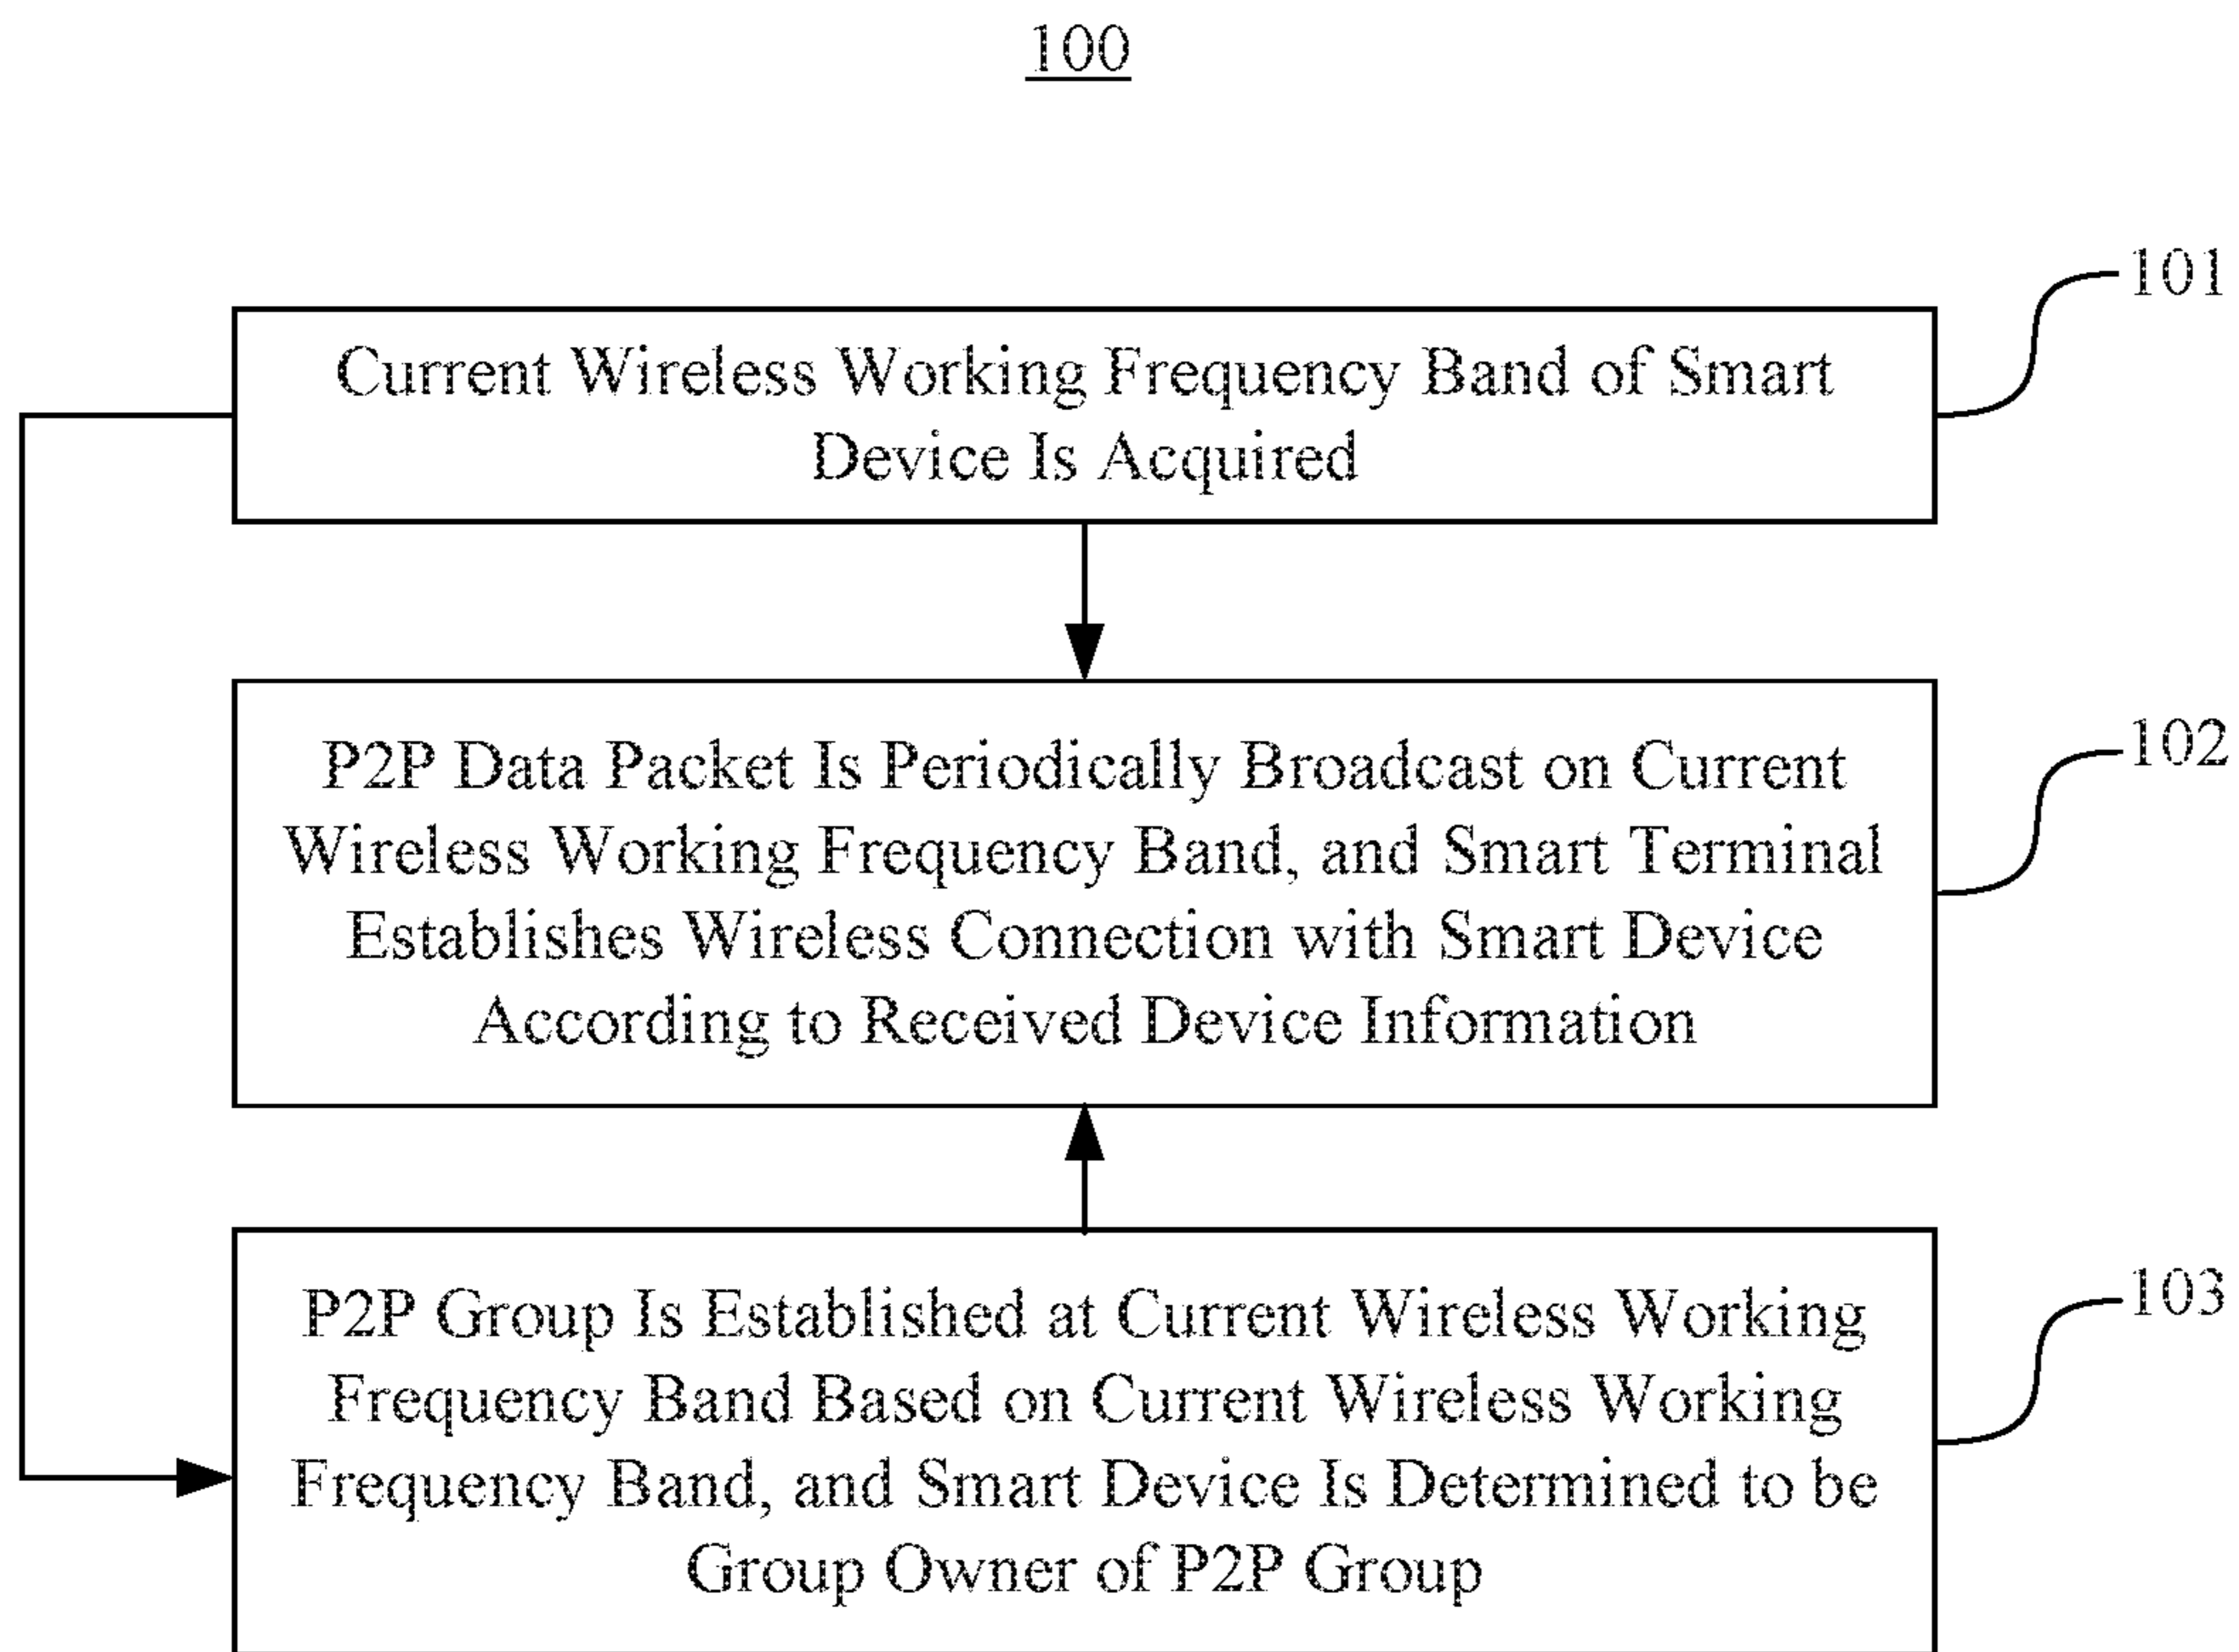 100
101
Current Wireless Working Frequency Band of Smart
Device Is Acquired
102
P2P Data Packet Is Periodically Broadcast on Current
Wireless Working Frequency Band, and Smart Terminal
Establishes Wireless Connection with Smart Device
According to Received Device Information
103
P2P Group Is Established at Current Wireless Working
Frequency Band Based on Current Wireless Working
Frequency Band, and Smart Device Is Determined to be
Group Owner of P2P Group